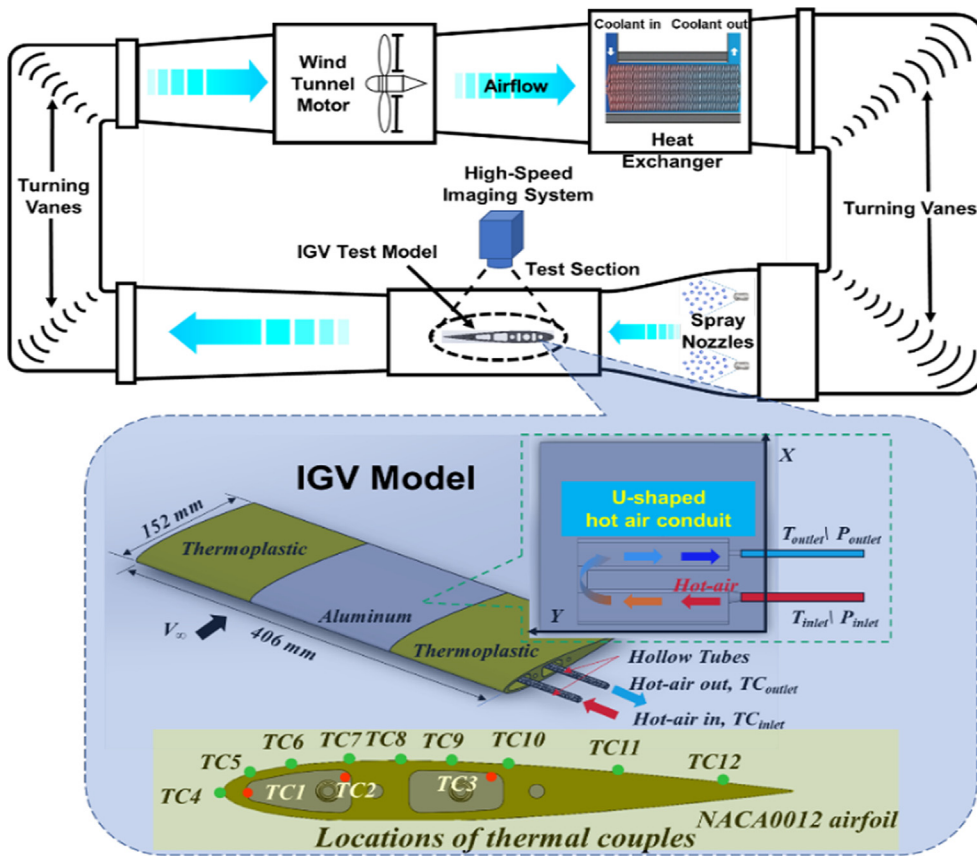 Coolant in
Coolant out
Wind
Tunnel
Motor
Airflow
Heat
Exchanger
High-Speed
Imaging System
Turning
Vanes
Turning Vanes
IGV Test Model
Test Section
Spray
Nozzles
IGV Model
X
U-shaped
hot air conduit
Toutlet\ Poutlet
Hot-air
Tinlet\ Pinlet
Y
152 mm
Thermoplastic
Aluminum
Thermoplastic
V∞
406 mm
Hollow Tubes
Hot-air out, TCoutlet
Hot-air in, TCinlet
TC4
TC5
TC6
TC7
TC8
TC9
TC10
TC11
TC12
TC1
TC2
TC3
NACA0012 airfoil
Locations of thermal couples